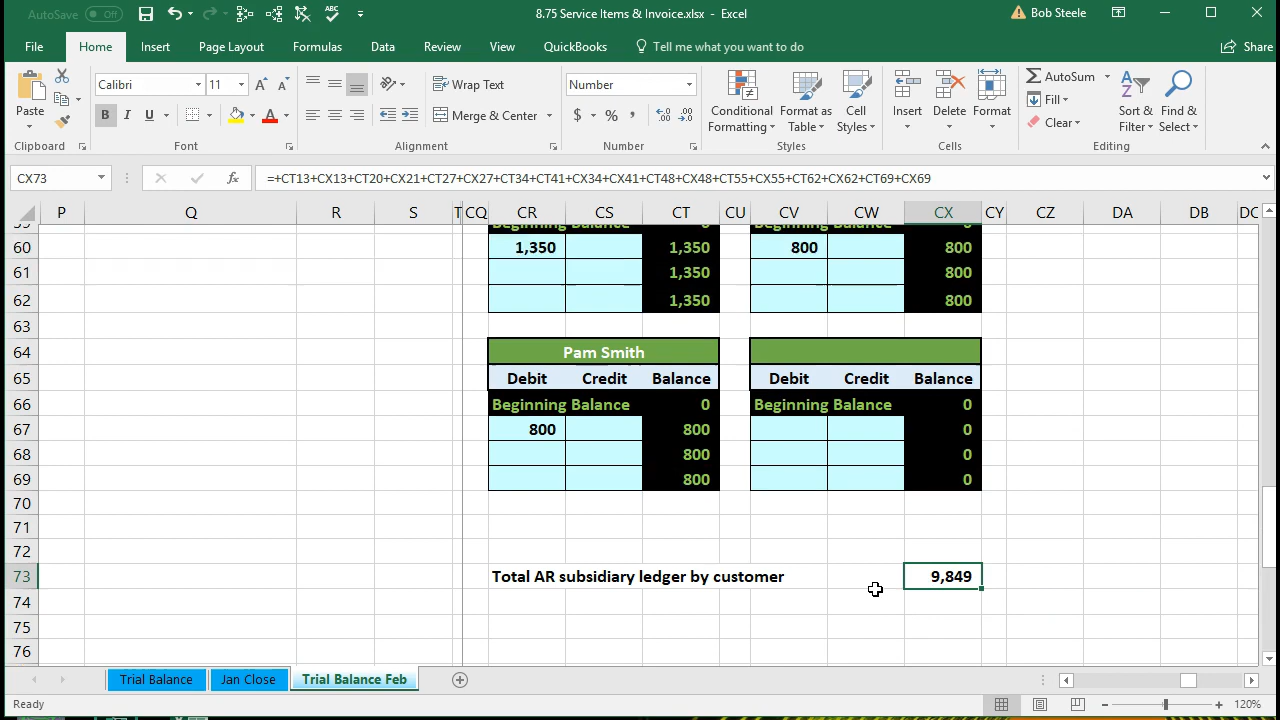 AutoSave Off 8.75 Service Items & Invoice.xlsx - Excel Bob Steele
File Home Insert Page Layout Formulas Data Review View QuickBooks Tell me what you want to do Share
Paste Calibri 11 Wrap Text Number Conditional Formatting Format as Table Cell Styles Insert Delete Format AutoSum Sort & Filter Find & Select
B I U A Merge & Center $ % , Fill Clear
Clipboard Font Alignment Number Styles Cells Editing
CX73 fx =+CT13+CX13+CT20+CX21+CT27+CX27+CT34+CT41+CX34+CX41+CT48+CX48+CT55+CX55+CT62+CX62+CT69+CX69
P Q R S T CQ CR CS CT CU CV CW CX CY CZ DA DB DC
59 Beginning Balance 0 Beginning Balance 0
60 1,350 1,350 800 800
61 1,350 800
62 1,350 800
63
64 Pam Smith
65 Debit Credit Balance Debit Credit Balance
66 Beginning Balance 0 Beginning Balance 0
67 800 800 0
68 800 0
69 800 0
70
71
72
73 Total AR subsidiary ledger by customer 9,849
74
75
76
Trial Balance Jan Close Trial Balance Feb
Ready 120%